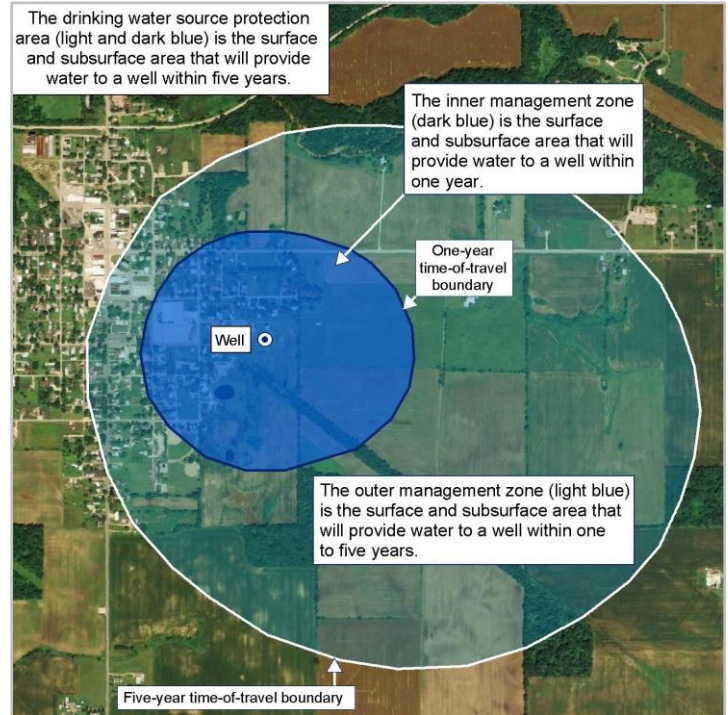 The drinking water source protection
area (light and dark blue) is the surface
and subsurface area that will provide
water to a well within five years.
The inner management zone
(dark blue) is the surface
and subsurface area that will
provide water to a well within
one year.
One-year
time-of-travel
boundary
Well
The outer management zone (light blue)
is the surface and subsurface area that
will provide water to a well within one
to five years.
Five-year time-of-travel boundary